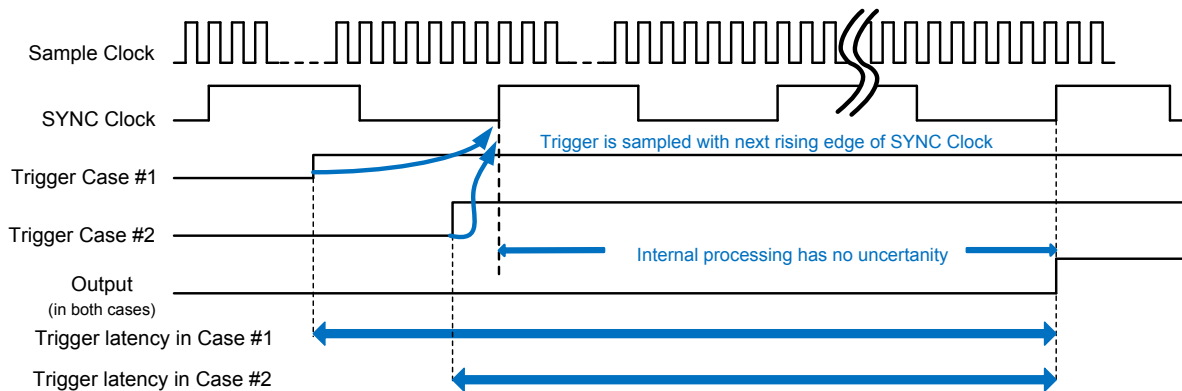 Sample Clock
SYNC Clock
Trigger is sampled with next rising edge of SYNC Clock
Trigger Case #1
Trigger Case #2
Internal processing has no uncertanity
Output
(in both cases)
Trigger latency in Case #1
Trigger latency in Case #2